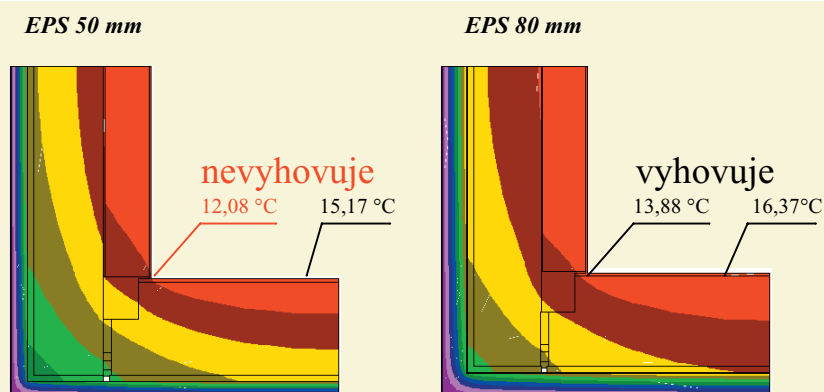 EPS 50 mm
nevyhovuje
12,08 °C
15,17 °C
EPS 80 mm
vyhovuje
13,88 °C
16,37°C